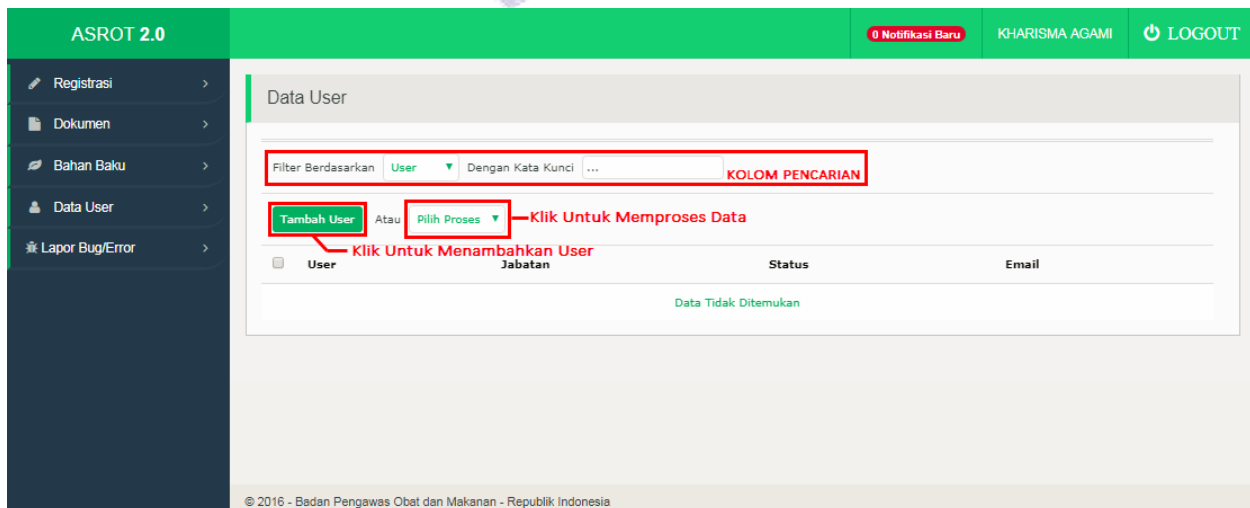 ASROT 2.0
0 Notifikasi Baru
KHARISMA AGAMI
LOGOUT
Registrasi
Dokumen
Bahan Baku
Data User
Lapor Bug/Error
Data User
Filter Berdasarkan User Dengan Kata Kunci ... KOLOM PENCARIAN
Tambah User Atau Pilih Proses Klik Untuk Memproses Data
Klik Untuk Menambahkan User
User Jabatan Status Email
Data Tidak Ditemukan
© 2016 - Badan Pengawas Obat dan Makanan - Republik Indonesia